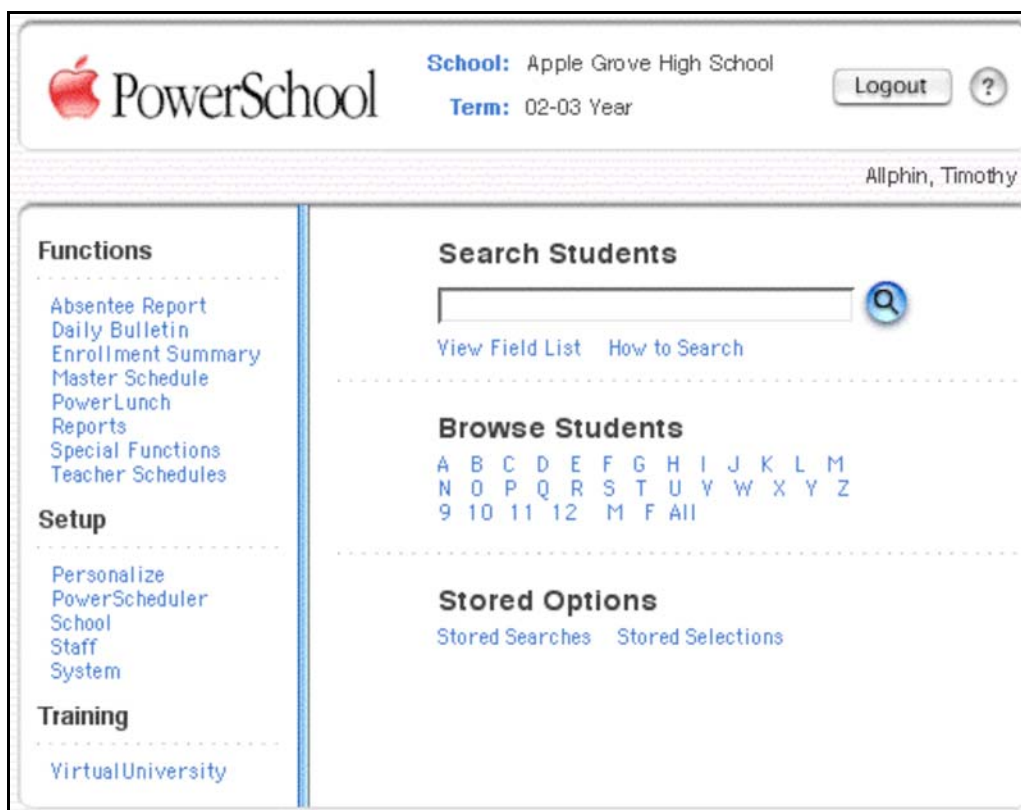 PowerSchool
School: Apple Grove High School
Term: 02-03 Year
Logout ?
Allphin, Timothy
Functions
Absentee Report
Daily Bulletin
Enrollment Summary
Master Schedule
PowerLunch
Reports
Special Functions
Teacher Schedules
Setup
Personalize
PowerScheduler
School
Staff
System
Training
VirtualUniversity
Search Students
View Field List How to Search
Browse Students
A B C D E F G H I J K L M
N O P Q R S T U V W X Y Z
9 10 11 12 M F All
Stored Options
Stored Searches Stored Selections